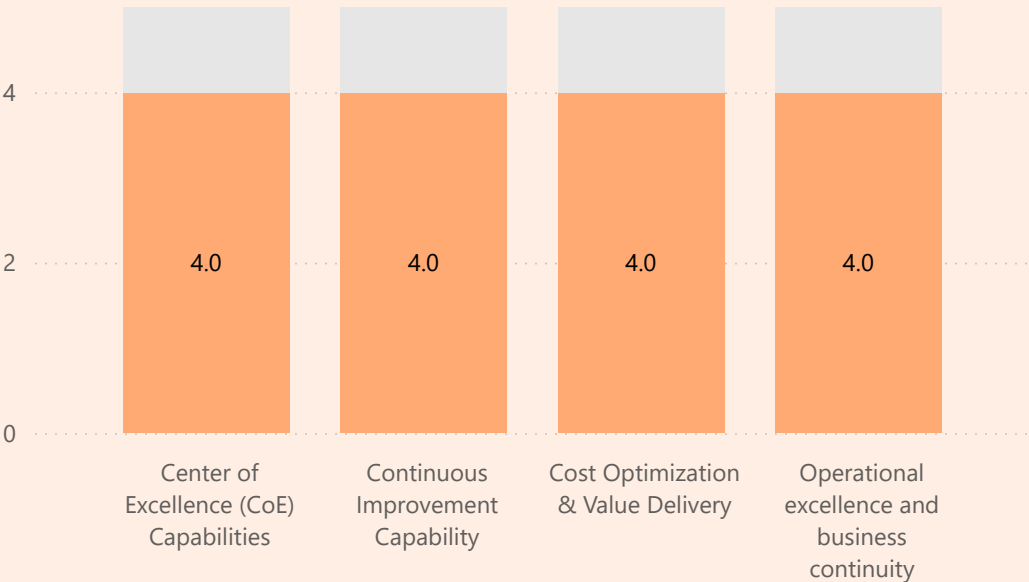 4
2
0
4.0
4.0
4.0
4.0
Center of
Excellence (CoE)
Capabilities
Continuous
Improvement
Capability
Cost Optimization
& Value Delivery
Operational
excellence and
business
continuity